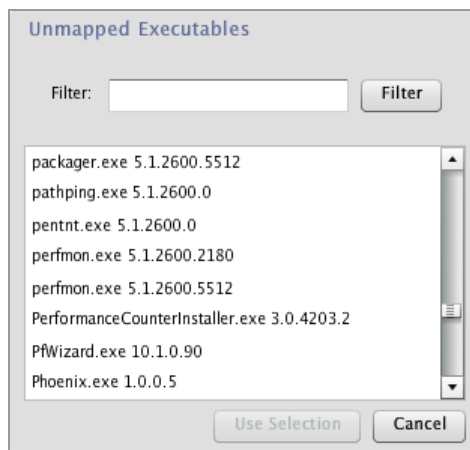 Unmapped Executables
Filter:
Filter
packager.exe 5.1.2600.5512
pathping.exe 5.1.2600.0
pentnt.exe 5.1.2600.0
perfmon.exe 5.1.2600.2180
perfmon.exe 5.1.2600.5512
PerformanceCounterInstaller.exe 3.0.4203.2
PfWizard.exe 10.1.0.90
Phoenix.exe 1.0.0.5
Use Selection
Cancel